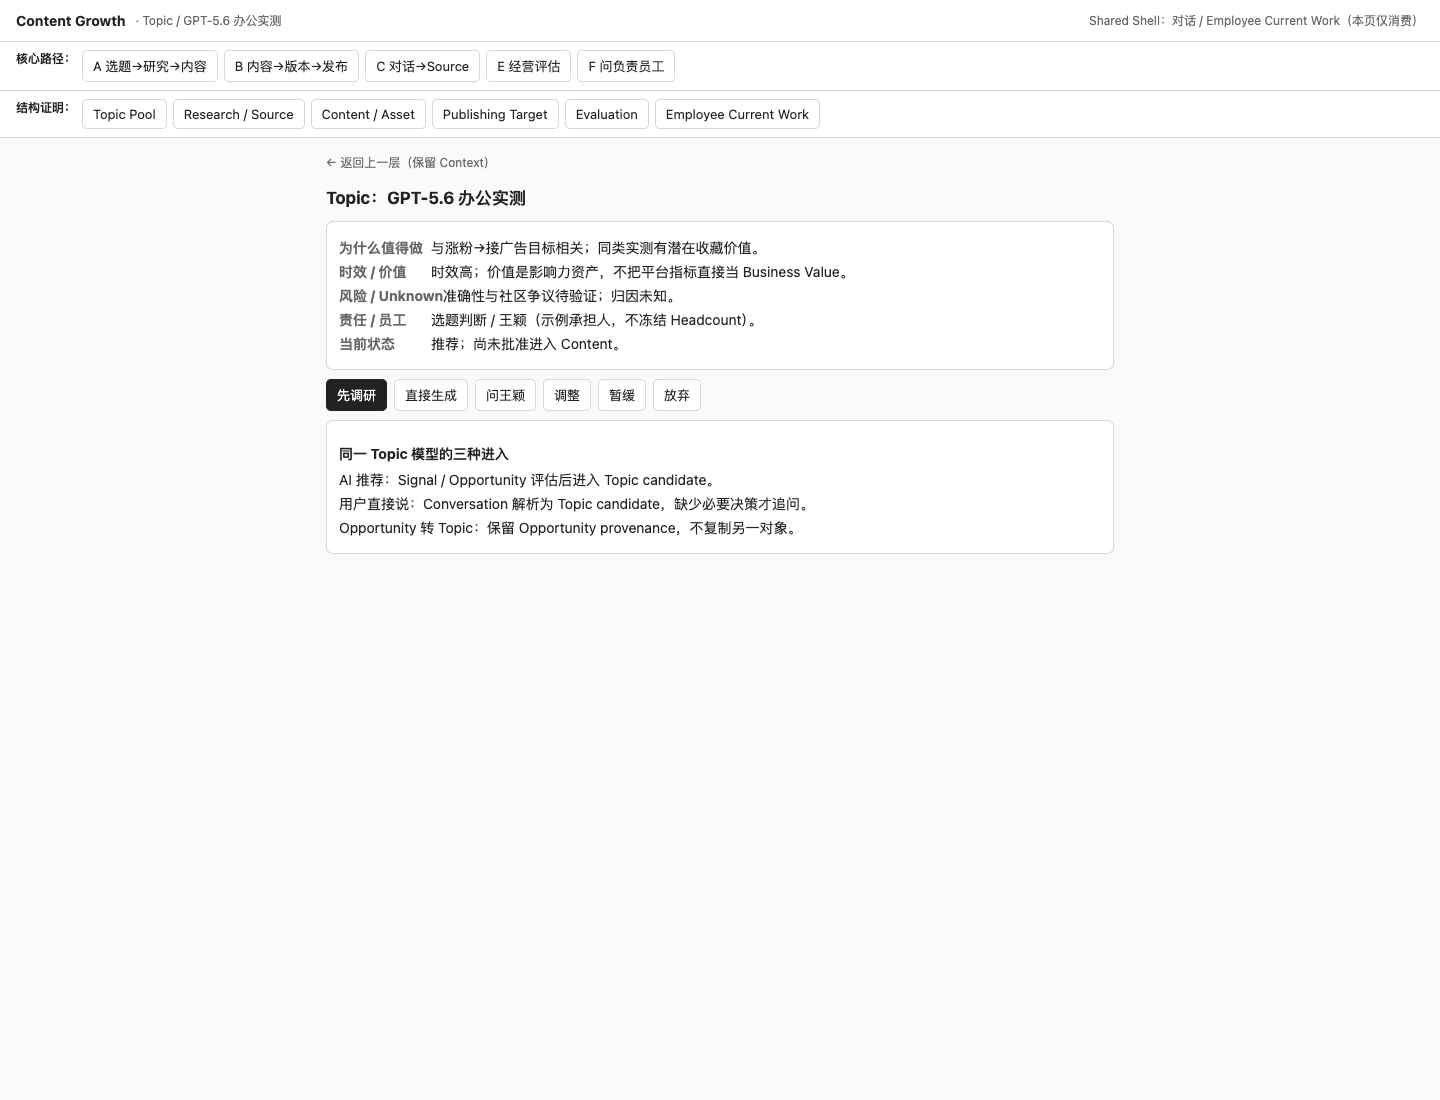 Content Growth · Topic / GPT-5.6 办公实测
Shared Shell：对话 / Employee Current Work（本页仅消费）
核心路径： A 选题→研究→内容 B 内容→版本→发布 C 对话→Source E 经营评估 F 问负责员工
结构证明： Topic Pool Research / Source Content / Asset Publishing Target Evaluation Employee Current Work
← 返回上一层（保留 Context）
Topic：GPT-5.6 办公实测
为什么值得做 与涨粉→接广告目标相关；同类实测有潜在收藏价值。
时效 / 价值 时效高；价值是影响力资产，不把平台指标直接当 Business Value。
风险 / Unknown 准确性与社区争议待验证；归因未知。
责任 / 员工 选题判断 / 王颖（示例承担人，不冻结 Headcount）。
当前状态 推荐；尚未批准进入 Content。
先调研 直接生成 问王颖 调整 暂缓 放弃
同一 Topic 模型的三种进入
AI 推荐：Signal / Opportunity 评估后进入 Topic candidate。
用户直接说：Conversation 解析为 Topic candidate，缺少必要决策才追问。
Opportunity 转 Topic：保留 Opportunity provenance，不复制另一对象。